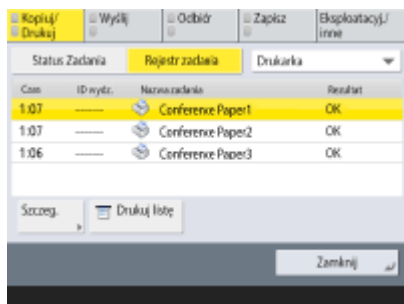 Kopiuj/ Drukuj
Wyślij
Odbiór
Zapisz
Eksploatacyj./ inne
Status Zadania
Rejestr zadania
Drukarka
Czas ID wydz. Nazwa zadania Rezultat
1:07 ------- Conference Paper1 OK
1:07 ------- Conference Paper2 OK
1:06 ------- Conference Paper3 OK
Szczeg.
Drukuj listę
Zamknij